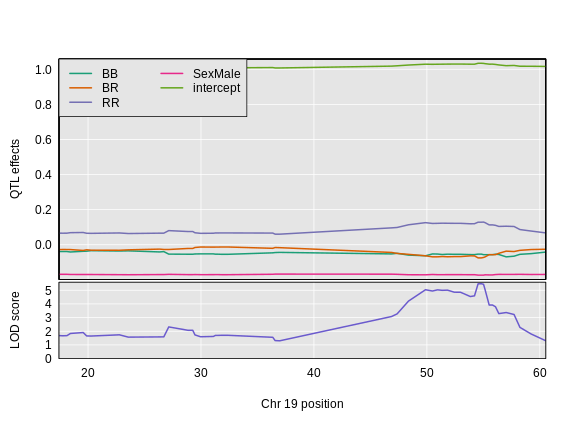 BB SexMale
BR intercept
RR
1.0
0.8
0.6
0.4
0.2
0.0
QTL effects
5
4
3
2
1
0
LOD score
20 30 40 50 60
Chr 19 position